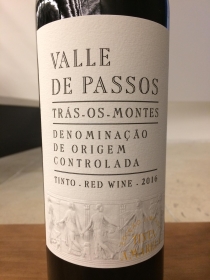 VALLE
DE PASSOS
TRÁS-OS-MONTES
DENOMINAÇÃO
DE ORIGEM
CONTROLADA
TINTO - RED WINE - 2016